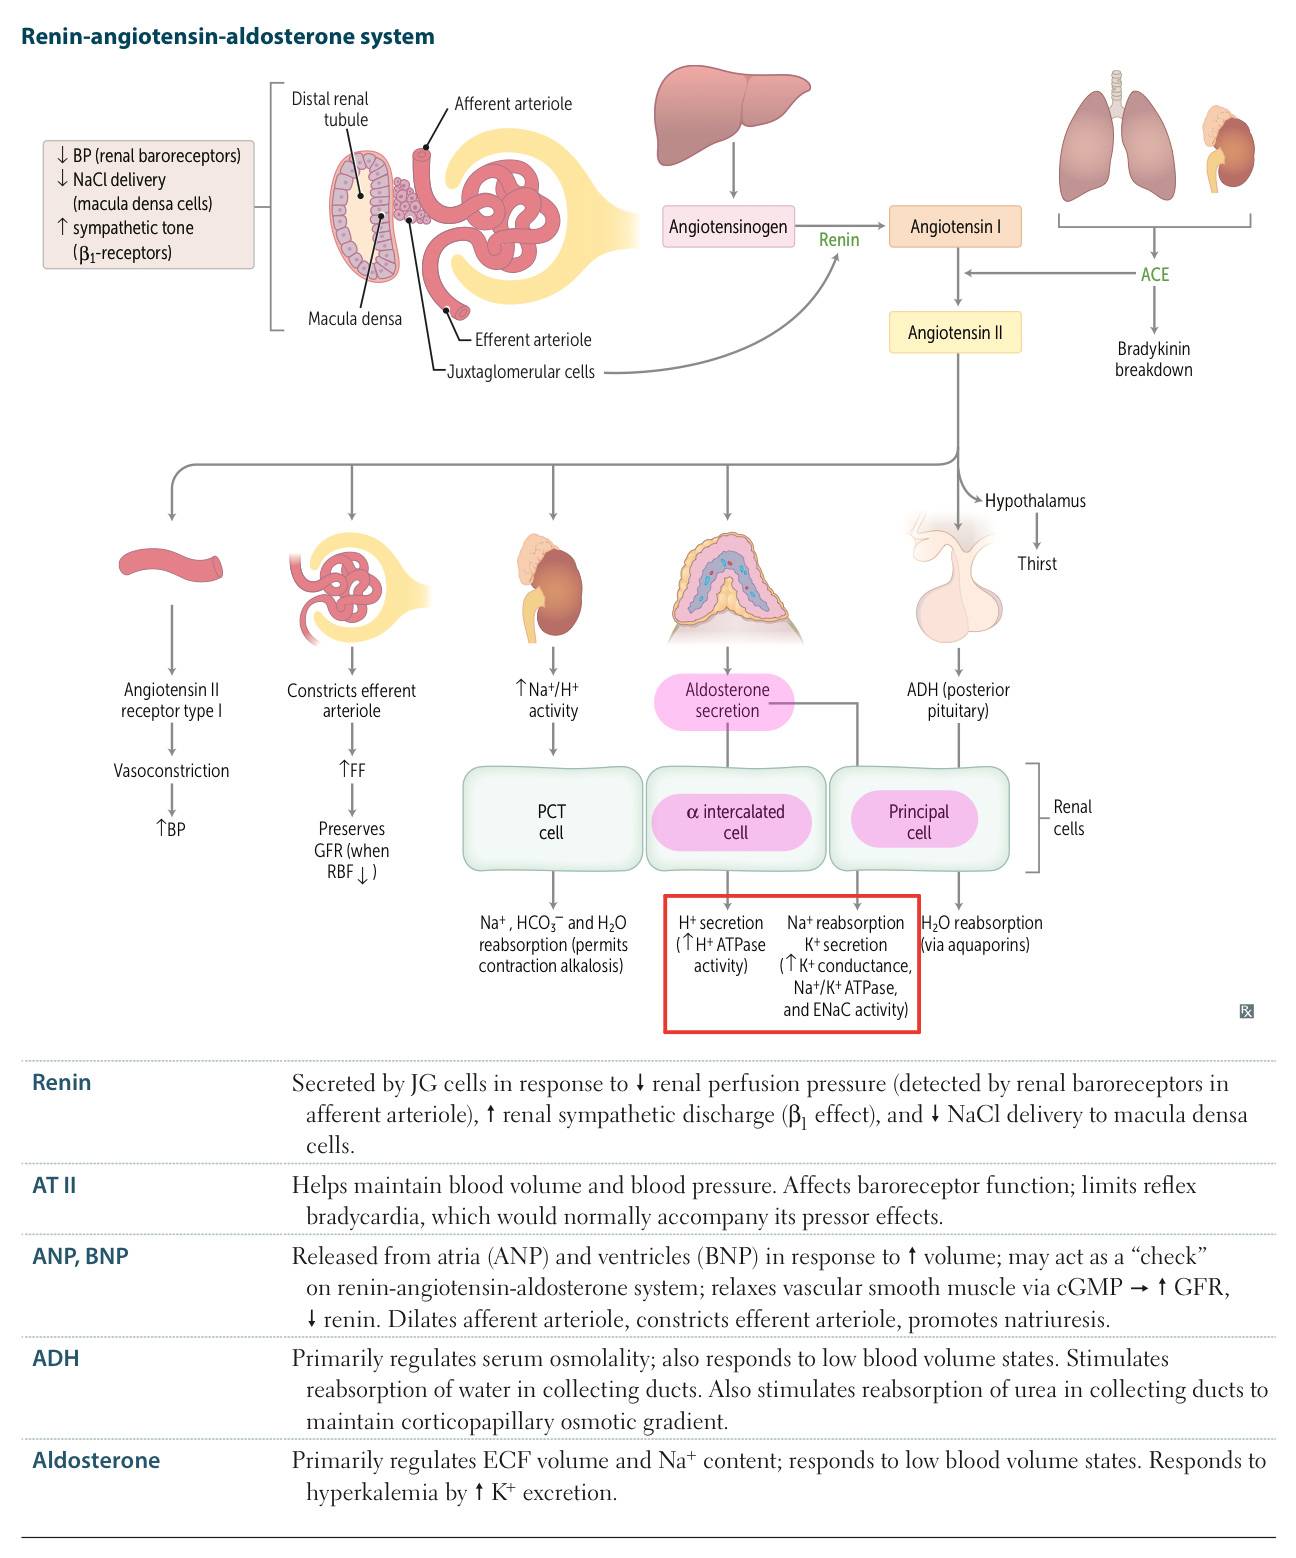 Renin-angiotensin-aldosterone system
Distal renal
tubule
Afferent arteriole
↓ BP (renal baroreceptors)
↓ NaCl delivery
(macula densa cells)
↑ sympathetic tone
(β₁-receptors)
Macula densa
Efferent arteriole
Juxtaglomerular cells
Angiotensinogen
Renin
Angiotensin I
ACE
Angiotensin II
Bradykinin
breakdown
Hypothalamus
Thirst
Angiotensin II
receptor type I
Vasoconstriction
↑BP
Constricts efferent
arteriole
↑FF
Preserves
GFR (when
RBF ↓ )
↑Na⁺/H⁺
activity
Aldosterone
secretion
ADH (posterior
pituitary)
PCT
cell
α intercalated
cell
Principal
cell
Renal
cells
Na⁺ , HCO₃⁻ and H₂O
reabsorption (permits
contraction alkalosis)
H⁺ secretion
(↑H⁺ ATPase
activity)
Na⁺ reabsorption
K⁺ secretion
(↑K⁺ conductance,
Na⁺/K⁺ ATPase,
and ENaC activity)
H₂O reabsorption
(via aquaporins)
Rx
Renin
Secreted by JG cells in response to ↓ renal perfusion pressure (detected by renal baroreceptors in
afferent arteriole), ↑ renal sympathetic discharge (β₁ effect), and ↓ NaCl delivery to macula densa
cells.
AT II
Helps maintain blood volume and blood pressure. Affects baroreceptor function; limits reflex
bradycardia, which would normally accompany its pressor effects.
ANP, BNP
Released from atria (ANP) and ventricles (BNP) in response to ↑ volume; may act as a “check”
on renin-angiotensin-aldosterone system; relaxes vascular smooth muscle via cGMP → ↑ GFR,
↓ renin. Dilates afferent arteriole, constricts efferent arteriole, promotes natriuresis.
ADH
Primarily regulates serum osmolality; also responds to low blood volume states. Stimulates
reabsorption of water in collecting ducts. Also stimulates reabsorption of urea in collecting ducts to
maintain corticopapillary osmotic gradient.
Aldosterone
Primarily regulates ECF volume and Na⁺ content; responds to low blood volume states. Responds to
hyperkalemia by ↑ K⁺ excretion.